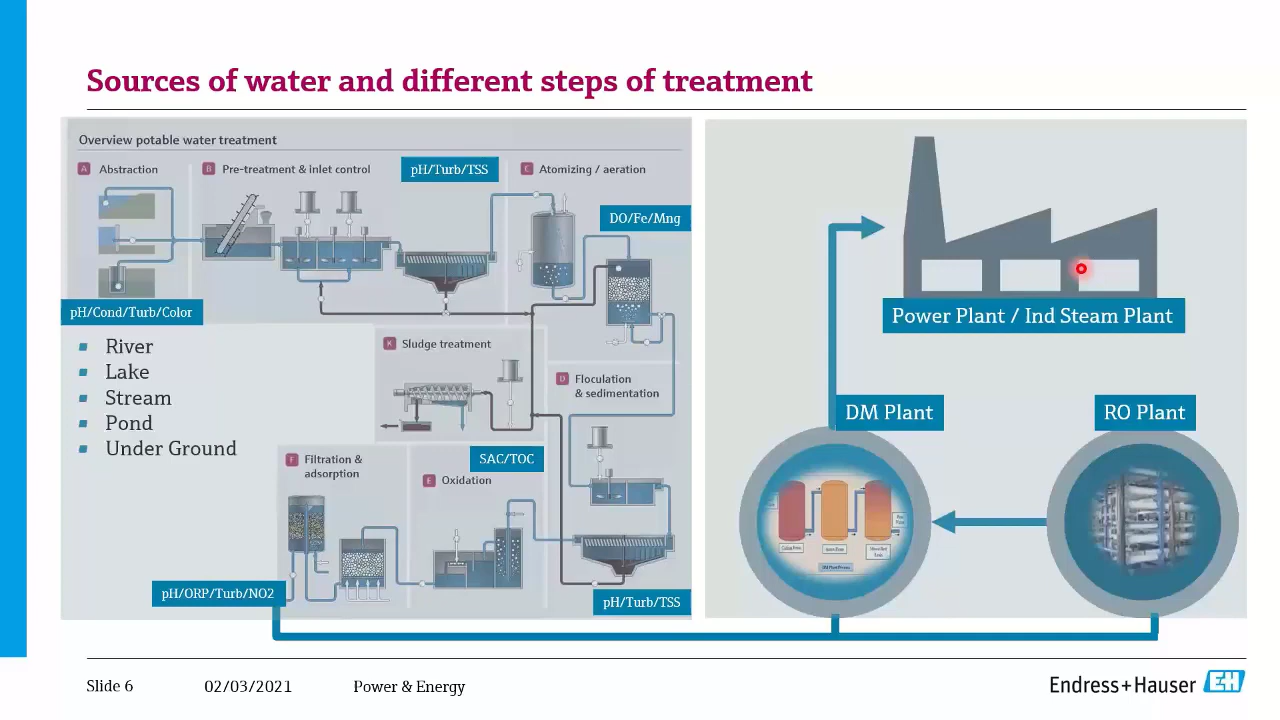 Sources of water and different steps of treatment
Overview potable water treatment
A Abstraction
B Pre-treatment & inlet control
pH/Turb/TSS
C Atomizing / aeration
DO/Fe/Mng
pH/Cond/Turb/Color
River
Lake
Stream
Pond
Under Ground
K Sludge treatment
D Floculation
& sedimentation
F Filtration &
adsorption
SAC/TOC
E Oxidation
pH/ORP/Turb/NO2
pH/Turb/TSS
Power Plant / Ind Steam Plant
DM Plant
RO Plant
Slide 6
02/03/2021
Power & Energy
Endress+Hauser
EH